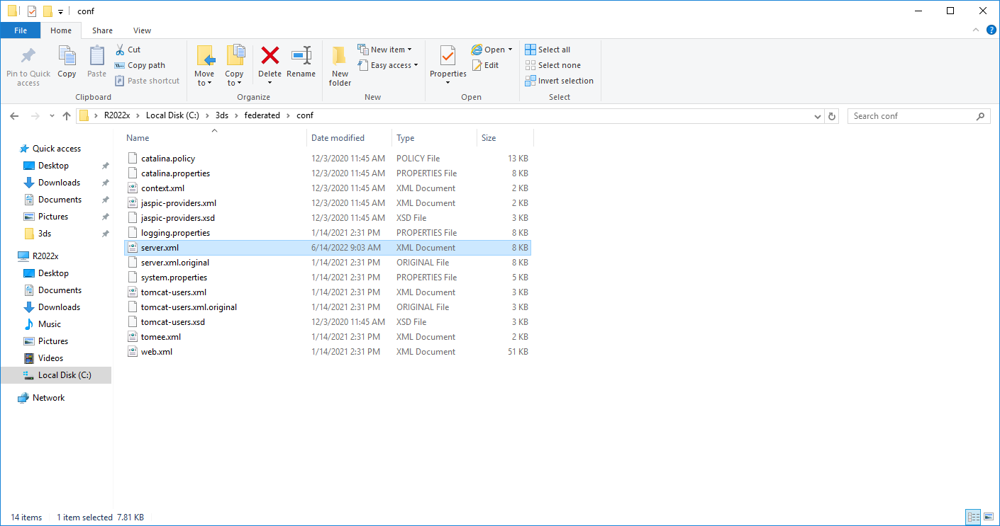 conf
File Home Share View
Pin to Quick access
Copy
Paste
Cut
Copy path
Paste shortcut
Clipboard
Move to
Copy to
Delete
Rename
Organize
New folder
New item
Easy access
New
Properties
Open
Edit
Open
Select all
Select none
Invert selection
Select
R2022x > Local Disk (C:) > 3ds > federated > conf
Search conf
Quick access
Desktop
Downloads
Documents
Pictures
3ds
R2022x
Desktop
Documents
Downloads
Music
Pictures
Videos
Local Disk (C:)
Network
Name Date modified Type Size
catalina.policy 12/3/2020 11:45 AM POLICY File 13 KB
catalina.properties 12/3/2020 11:45 AM PROPERTIES File 8 KB
context.xml 12/3/2020 11:45 AM XML Document 2 KB
jaspic-providers.xml 12/3/2020 11:45 AM XML Document 2 KB
jaspic-providers.xsd 12/3/2020 11:45 AM XSD File 3 KB
logging.properties 1/14/2021 2:31 PM PROPERTIES File 8 KB
server.xml 6/14/2022 9:03 AM XML Document 8 KB
server.xml.original 1/14/2021 2:31 PM ORIGINAL File 8 KB
system.properties 1/14/2021 2:31 PM PROPERTIES File 5 KB
tomcat-users.xml 1/14/2021 2:31 PM XML Document 3 KB
tomcat-users.xml.original 1/14/2021 2:31 PM ORIGINAL File 3 KB
tomcat-users.xsd 12/3/2020 11:45 AM XSD File 3 KB
tomee.xml 1/14/2021 2:31 PM XML Document 2 KB
web.xml 1/14/2021 2:31 PM XML Document 51 KB
14 items 1 item selected 7.81 KB